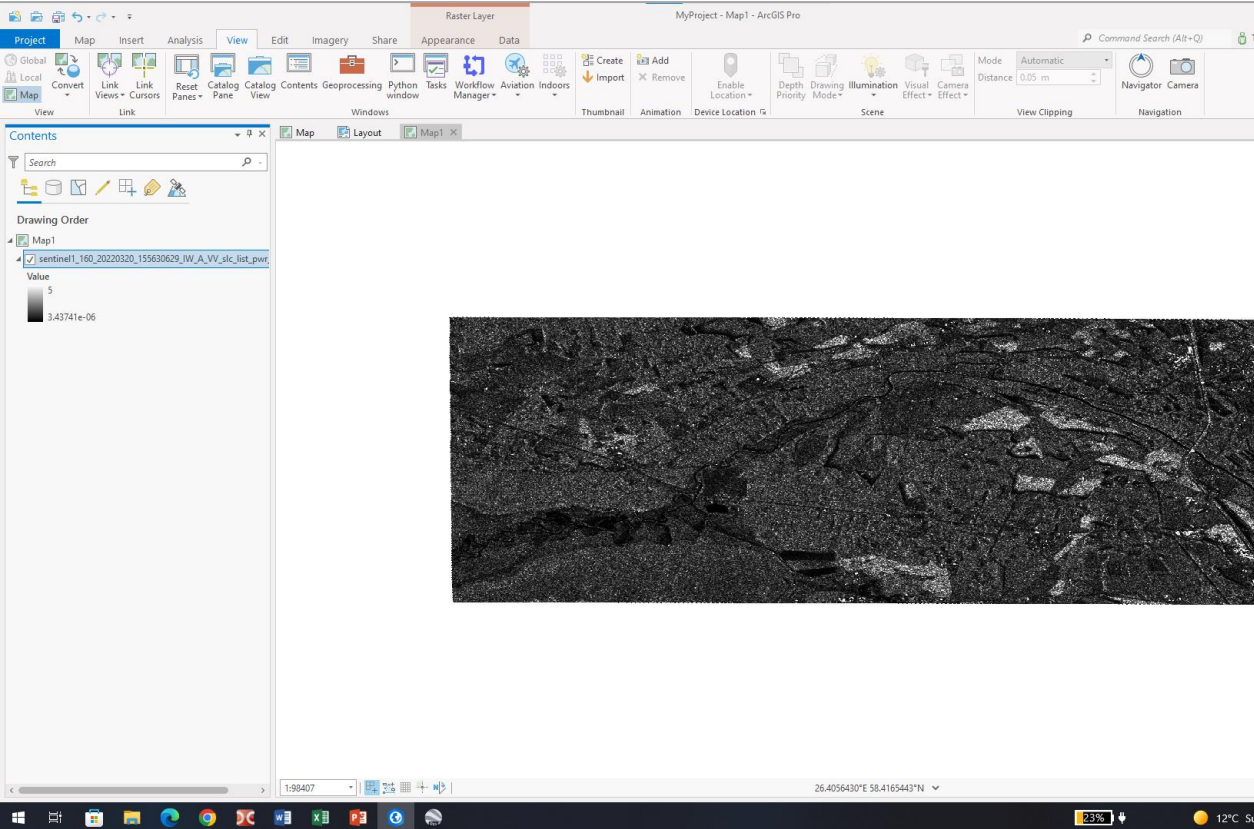 Raster Layer
MyProject - Map1 - ArcGIS Pro
Project Map Insert Analysis View Edit Imagery Share Appearance Data
Command Search (Alt+Q)
Global
Local
Map
Convert
Link Views
Link Cursors
View
Link
Reset Panes
Catalog Pane
Catalog View
Contents
Geoprocessing
Python window
Tasks
Workflow Manager
Aviation
Indoors
Windows
Create
Import
Thumbnail
Add
Remove
Animation
Enable Location
Device Location
Depth Priority
Drawing Mode
Illumination
Visual Effect
Camera Effect
Scene
Mode Automatic
Distance 0.05 m
View Clipping
Navigator
Camera
Navigation
Contents
Map Layout Map1
Search
Drawing Order
Map1
sentinel1_160_20220320_155630629_IW_A_VV_slc_list_pwr_
Value
5
3.43741e-06
1:98407
26.4056430°E 58.4165443°N
23%
12°C